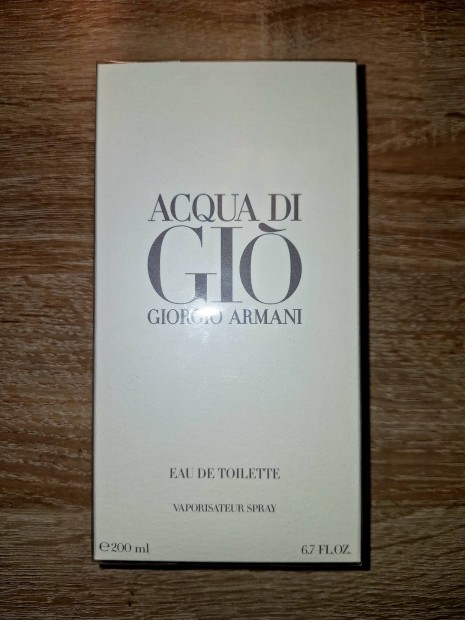 ACQUA DI
GIÒ
GIORGIO ARMANI
EAU DE TOILETTE
VAPORISATEUR SPRAY
℮200 ml 6.7 FL.OZ.